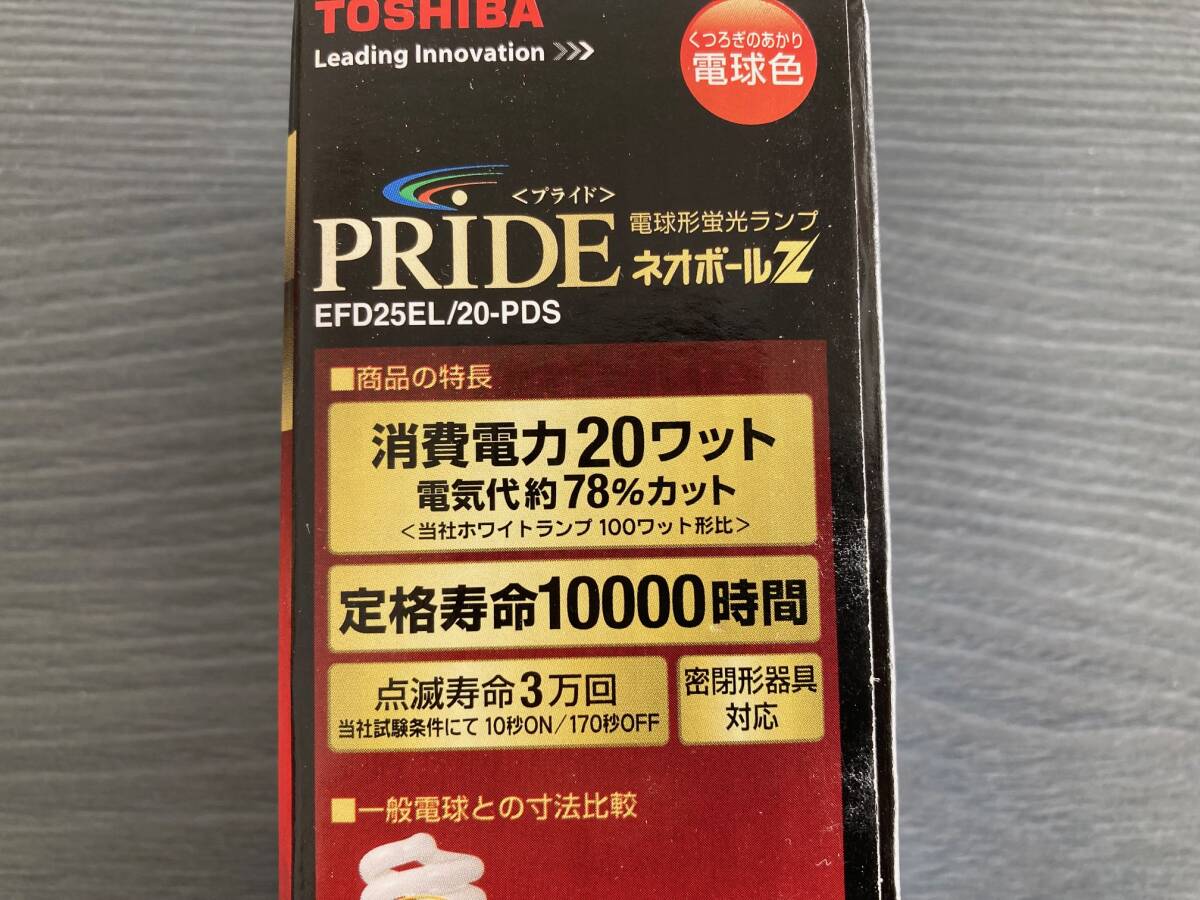 TOSHIBA
Leading Innovation >>>
くつろぎのあかり
電球色
<プライド>
PRIDE
電球形蛍光ランプ
ネオボールZ
EFD25EL/20-PDS
■商品の特長
消費電力20ワット
電気代約78%カット
<当社ホワイトランプ100ワット形比>
定格寿命10000時間
点滅寿命3万回
当社試験条件にて10秒ON/170秒OFF
密閉形器具
対応
■一般電球との寸法比較